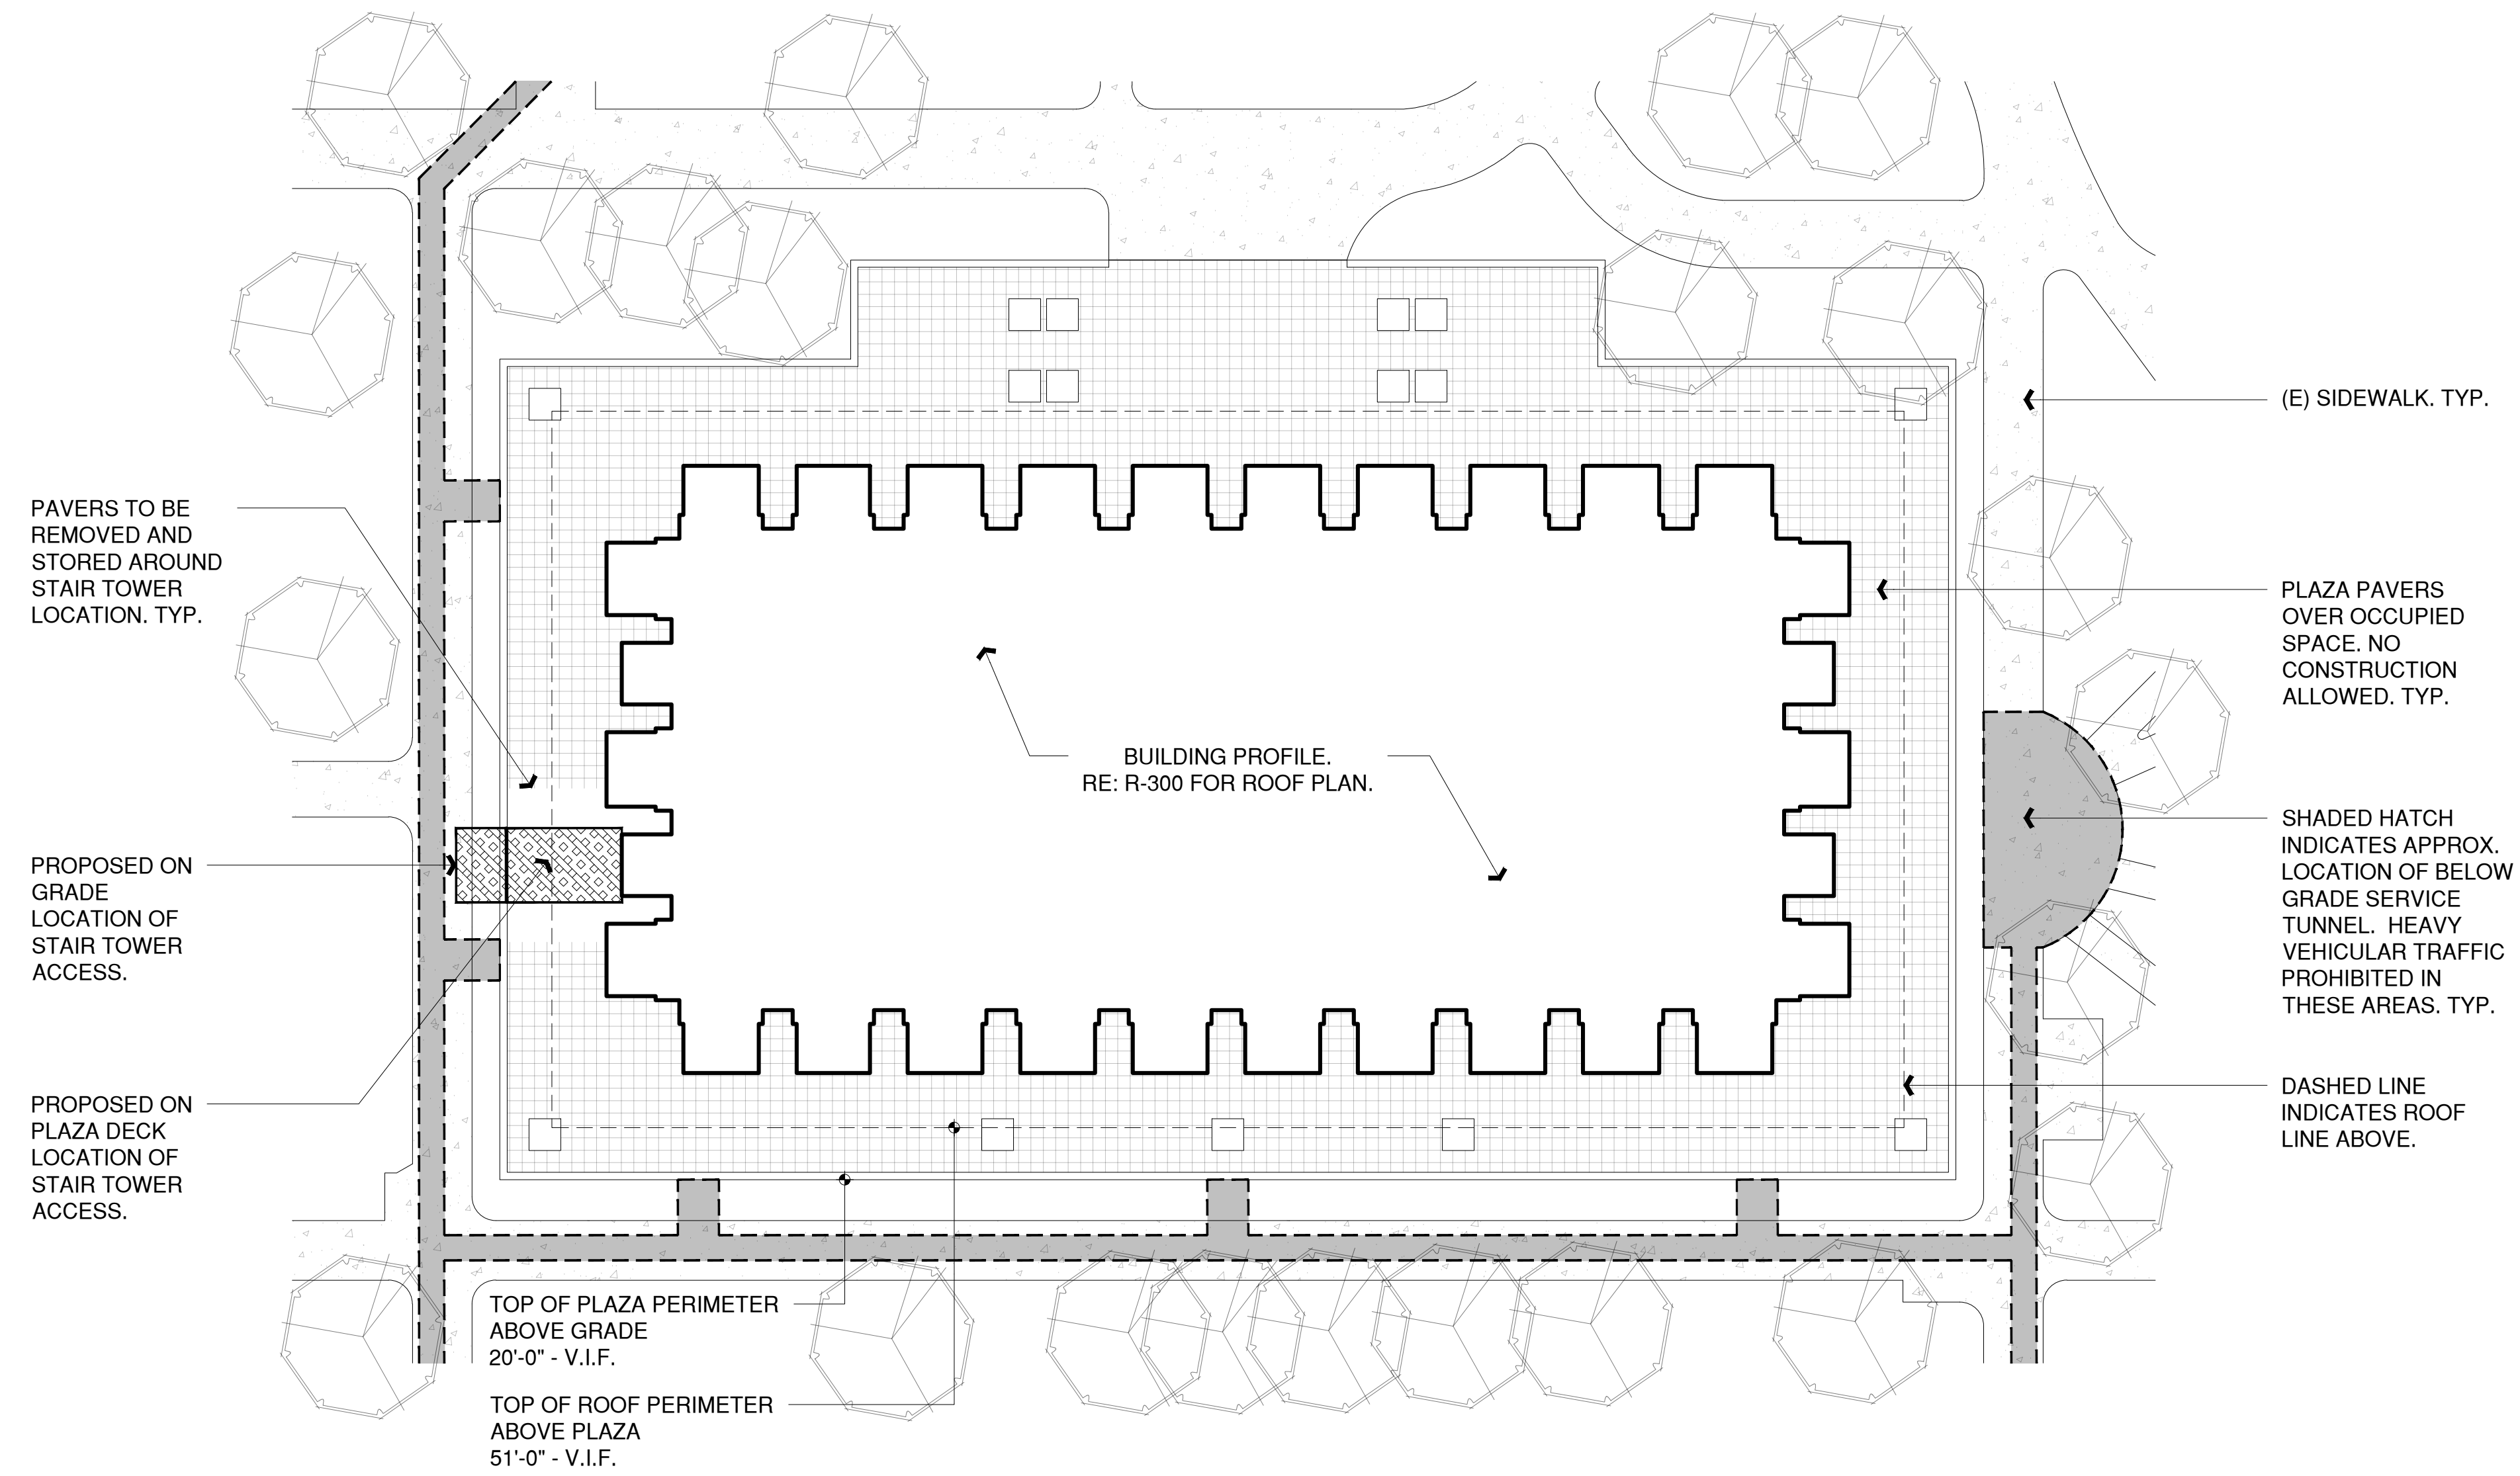 (E) SIDEWALK. TYP.
PAVERS TO BE
REMOVED AND
STORED AROUND
STAIR TOWER
LOCATION. TYP.
PLAZA PAVERS
OVER OCCUPIED
SPACE. NO
CONSTRUCTION
ALLOWED. TYP.
BUILDING PROFILE.
RE: R-300 FOR ROOF PLAN.
PROPOSED ON
GRADE
LOCATION OF
STAIR TOWER
ACCESS.
SHADED HATCH
INDICATES APPROX.
LOCATION OF BELOW
GRADE SERVICE
TUNNEL.  HEAVY
VEHICULAR TRAFFIC
PROHIBITED IN
THESE AREAS. TYP.
PROPOSED ON
PLAZA DECK
LOCATION OF
STAIR TOWER
ACCESS.
DASHED LINE
INDICATES ROOF
LINE ABOVE.
TOP OF PLAZA PERIMETER
ABOVE GRADE
20'-0" - V.I.F.
TOP OF ROOF PERIMETER
ABOVE PLAZA
51'-0" - V.I.F.